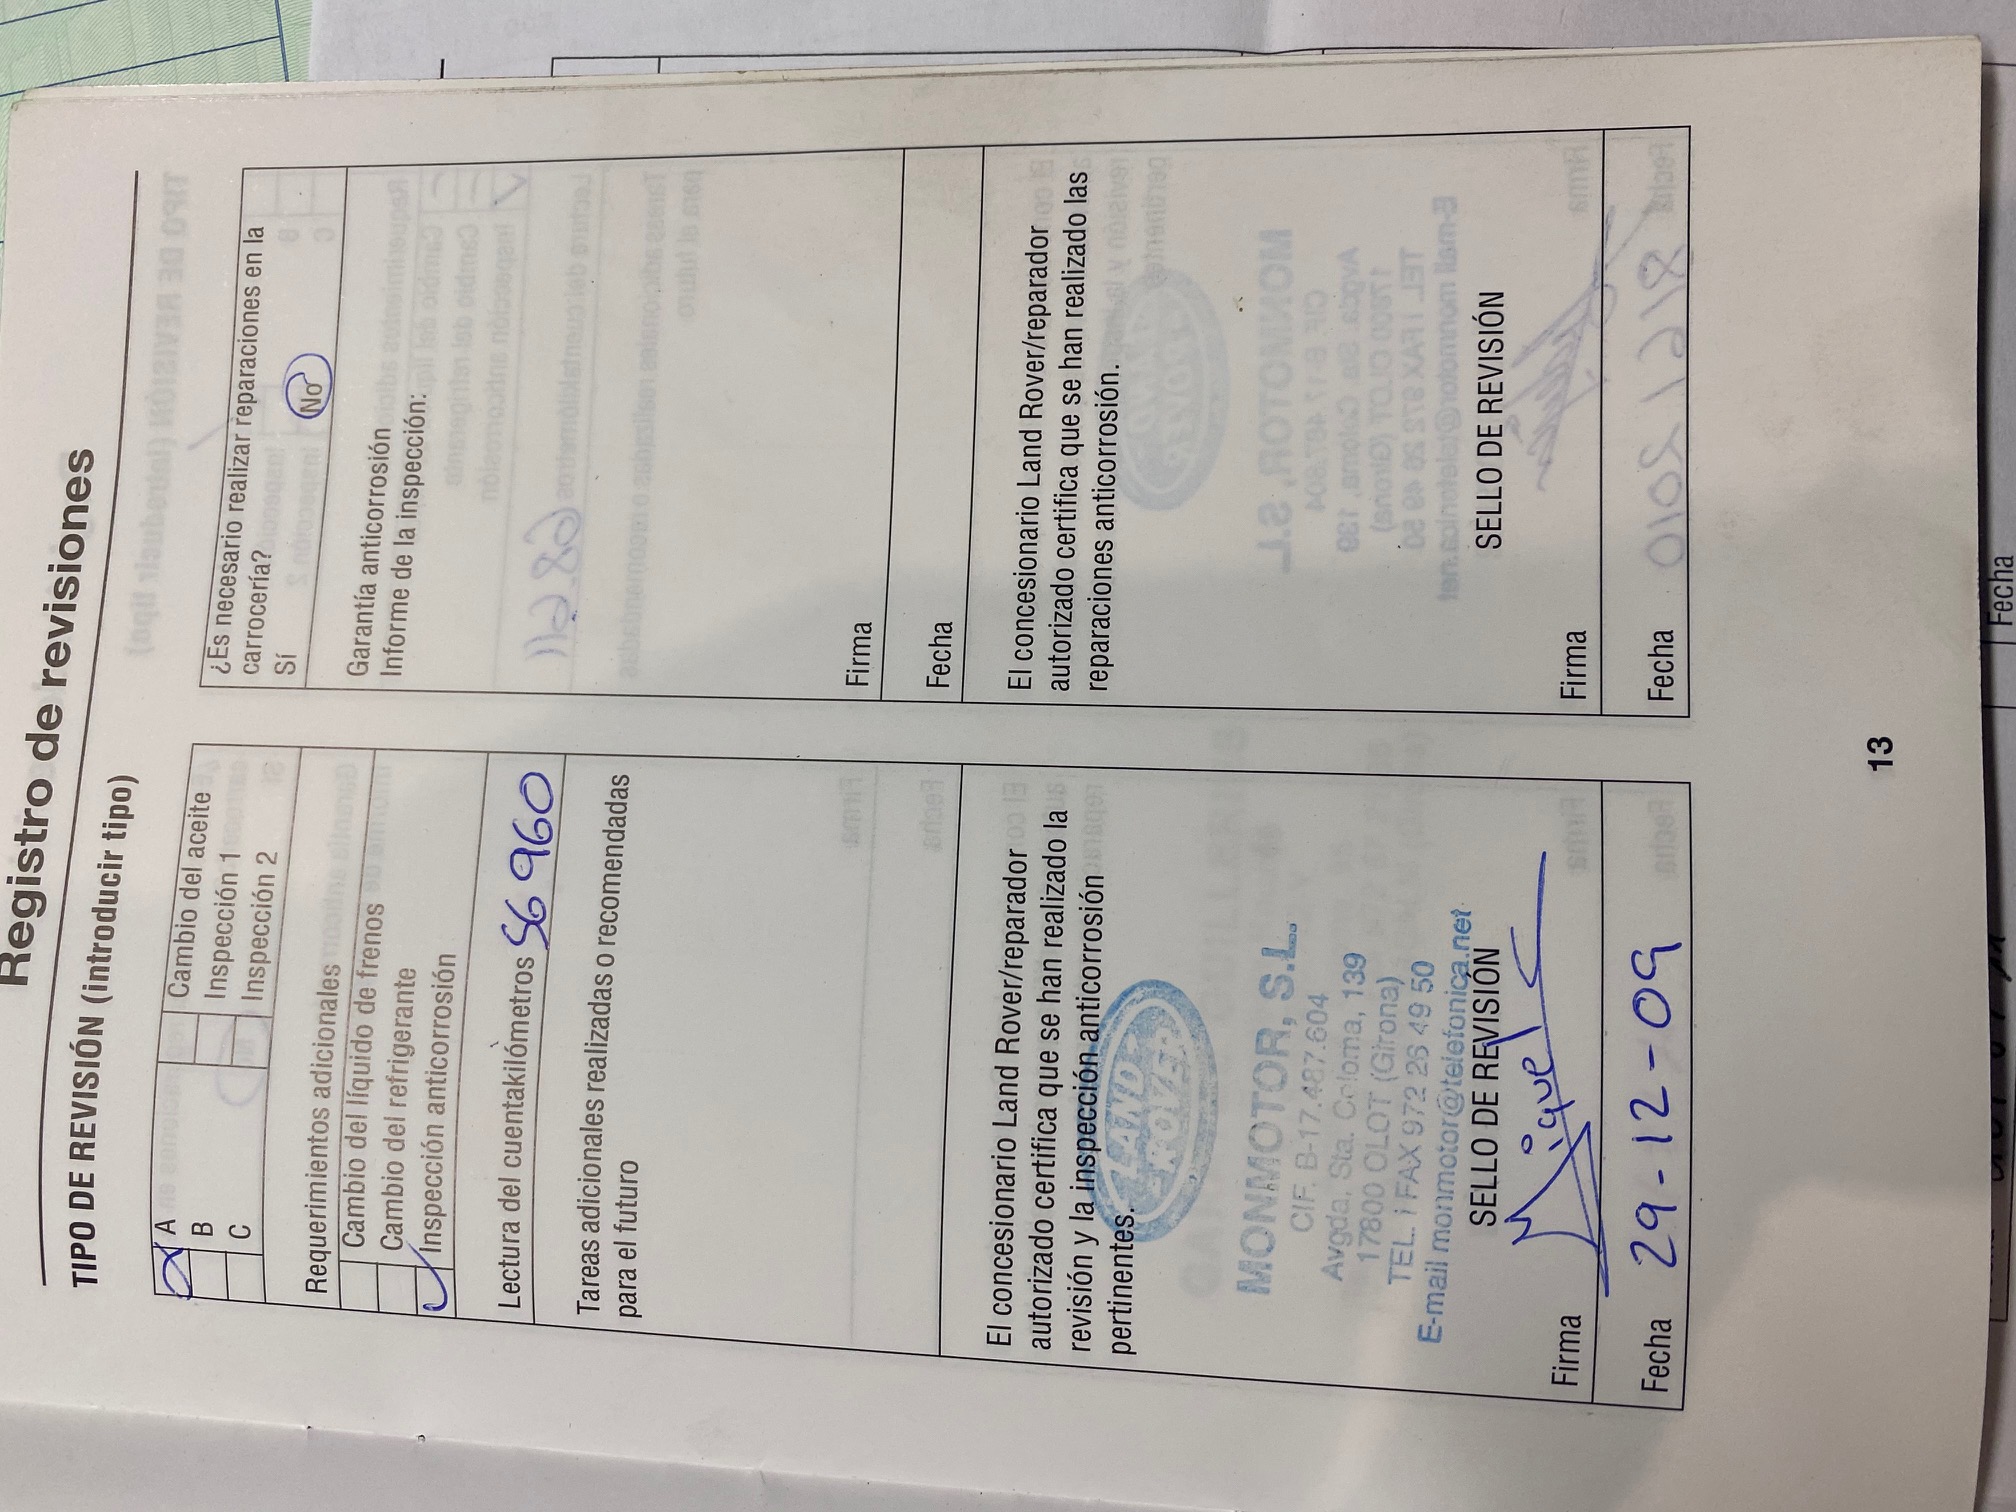 Registro de revisiones
TIPO DE REVISIÓN (introducir tipo)
A
B
C
Cambio del aceite
Inspección 1
Inspección 2
Requerimientos adicionales
Cambio del líquido de frenos
Cambio del refrigerante
Inspección anticorrosión
Lectura del cuentakilómetros 56 960
Tareas adicionales realizadas o recomendadas
para el futuro
El concesionario Land Rover/reparador
autorizado certifica que se han realizado la
revisión y la inspección anticorrosión
pertinentes.
LAND
ROVER
MONMOTOR, S.L.
CIF. B-17.487.604
Avgda. Sta. Coloma, 139
17800 OLOT (Girona)
TEL. i FAX 972 26 49 50
E-mail monmotor@telefonica.net
SELLO DE REVISIÓN
Firma
Fecha 29-12-09
¿Es necesario realizar reparaciones en la
carrocería?
Sí No
Garantía anticorrosión
Informe de la inspección:
Firma
Fecha
El concesionario Land Rover/reparador
autorizado certifica que se han realizado las
reparaciones anticorrosión.
SELLO DE REVISIÓN
Firma
Fecha
13
Fecha